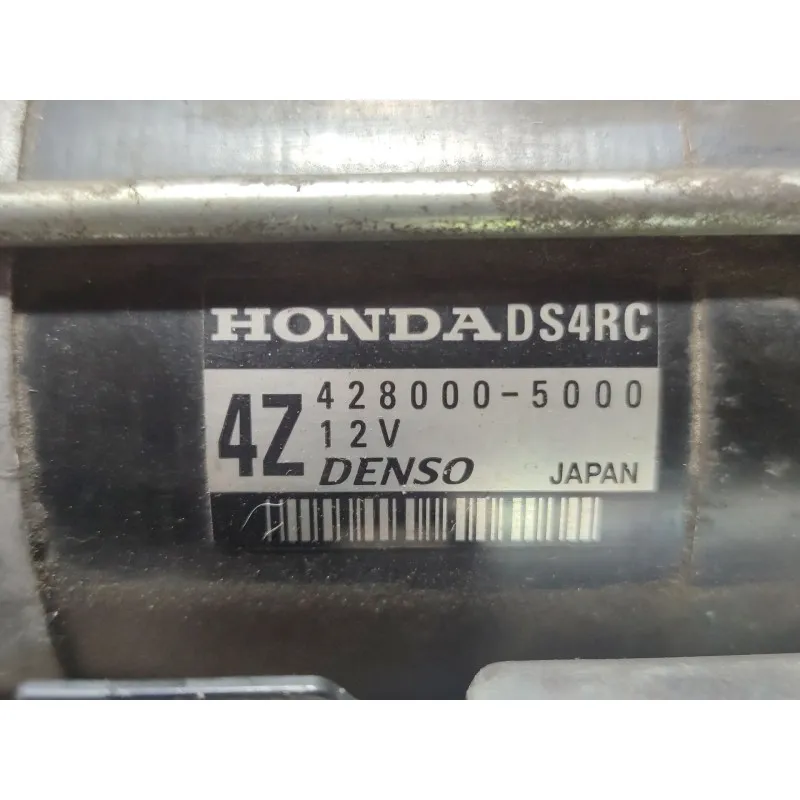 HONDA DS4RC
4Z 428000-5000
12V
DENSO JAPAN